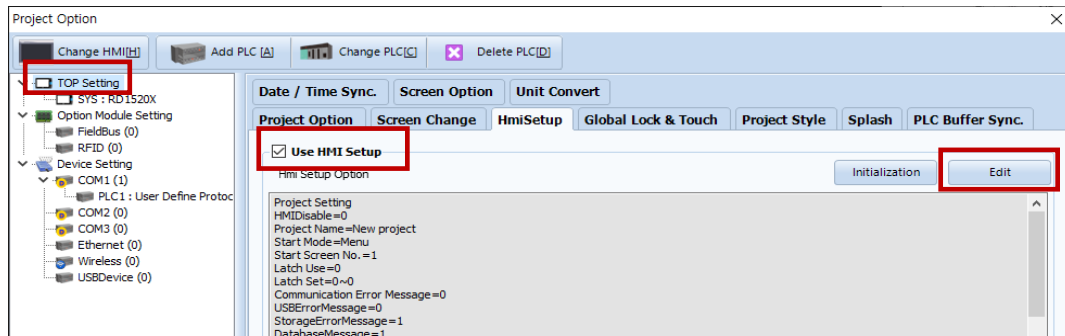 Project Option
Change HMI[H] Add PLC [A] Change PLC[C] Delete PLC[D]
TOP Setting
SYS : RD1520X
Option Module Setting
FieldBus (0)
RFID (0)
Device Setting
COM1 (1)
PLC1 : User Define Protoc
COM2 (0)
COM3 (0)
Ethernet (0)
Wireless (0)
USBDevice (0)
Date / Time Sync. Screen Option Unit Convert
Project Option Screen Change HmiSetup Global Lock & Touch Project Style Splash PLC Buffer Sync.
Use HMI Setup
Hmi Setup Option Initialization Edit
Project Setting
HMIDisable=0
Project Name=New project
Start Mode=Menu
Start Screen No.=1
Latch Use=0
Latch Set=0~0
Communication Error Message=0
USBErrorMessage=0
StorageErrorMessage=1
DatabaseMessage=1